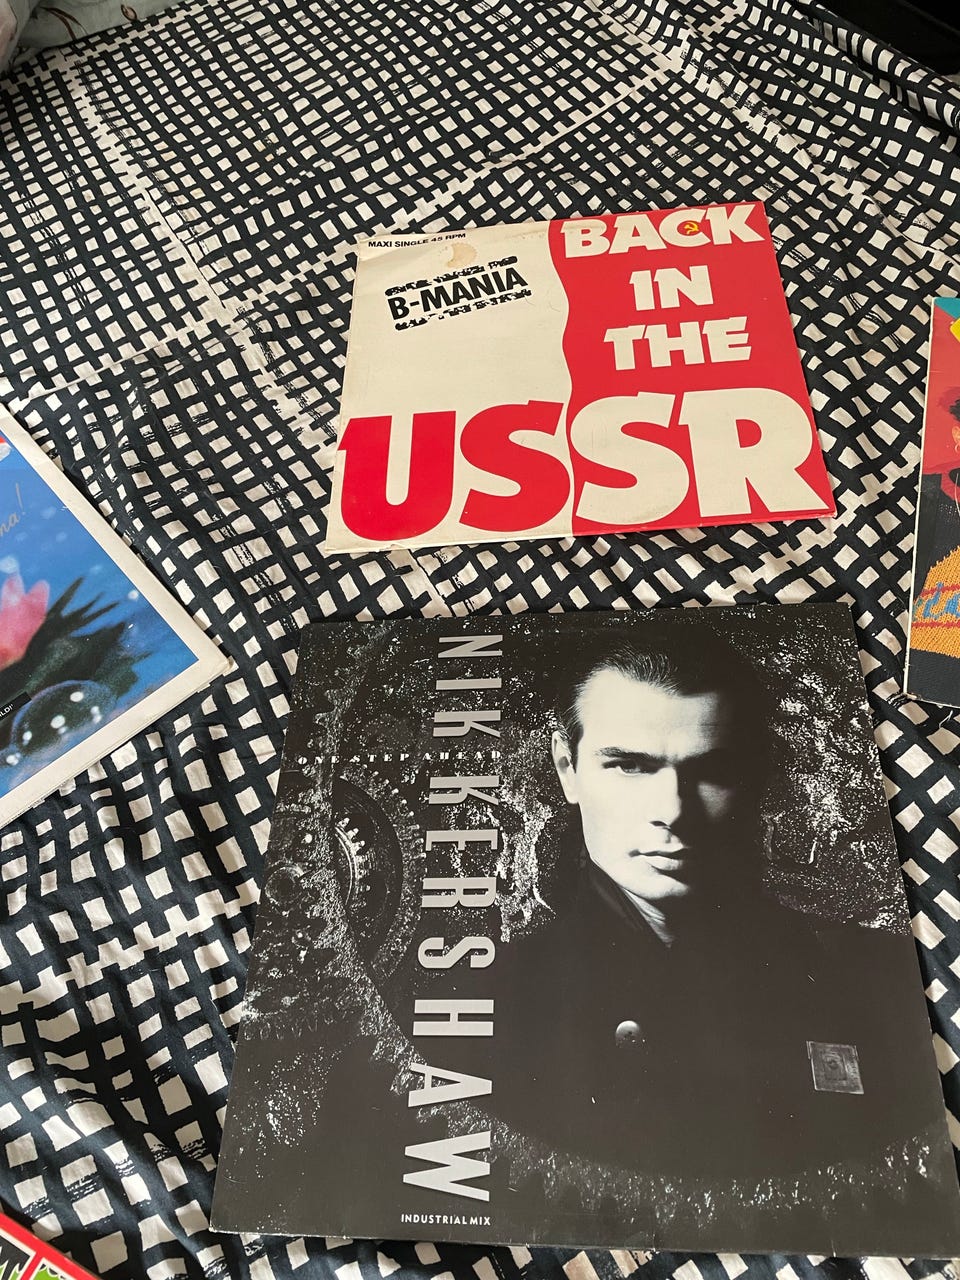 MAXI SINGLE 45 RPM
B-MANIA
BACK
IN
THE
USSR
NIK KERSHAW
ONE STEP AHEAD
INDUSTRIAL MIX